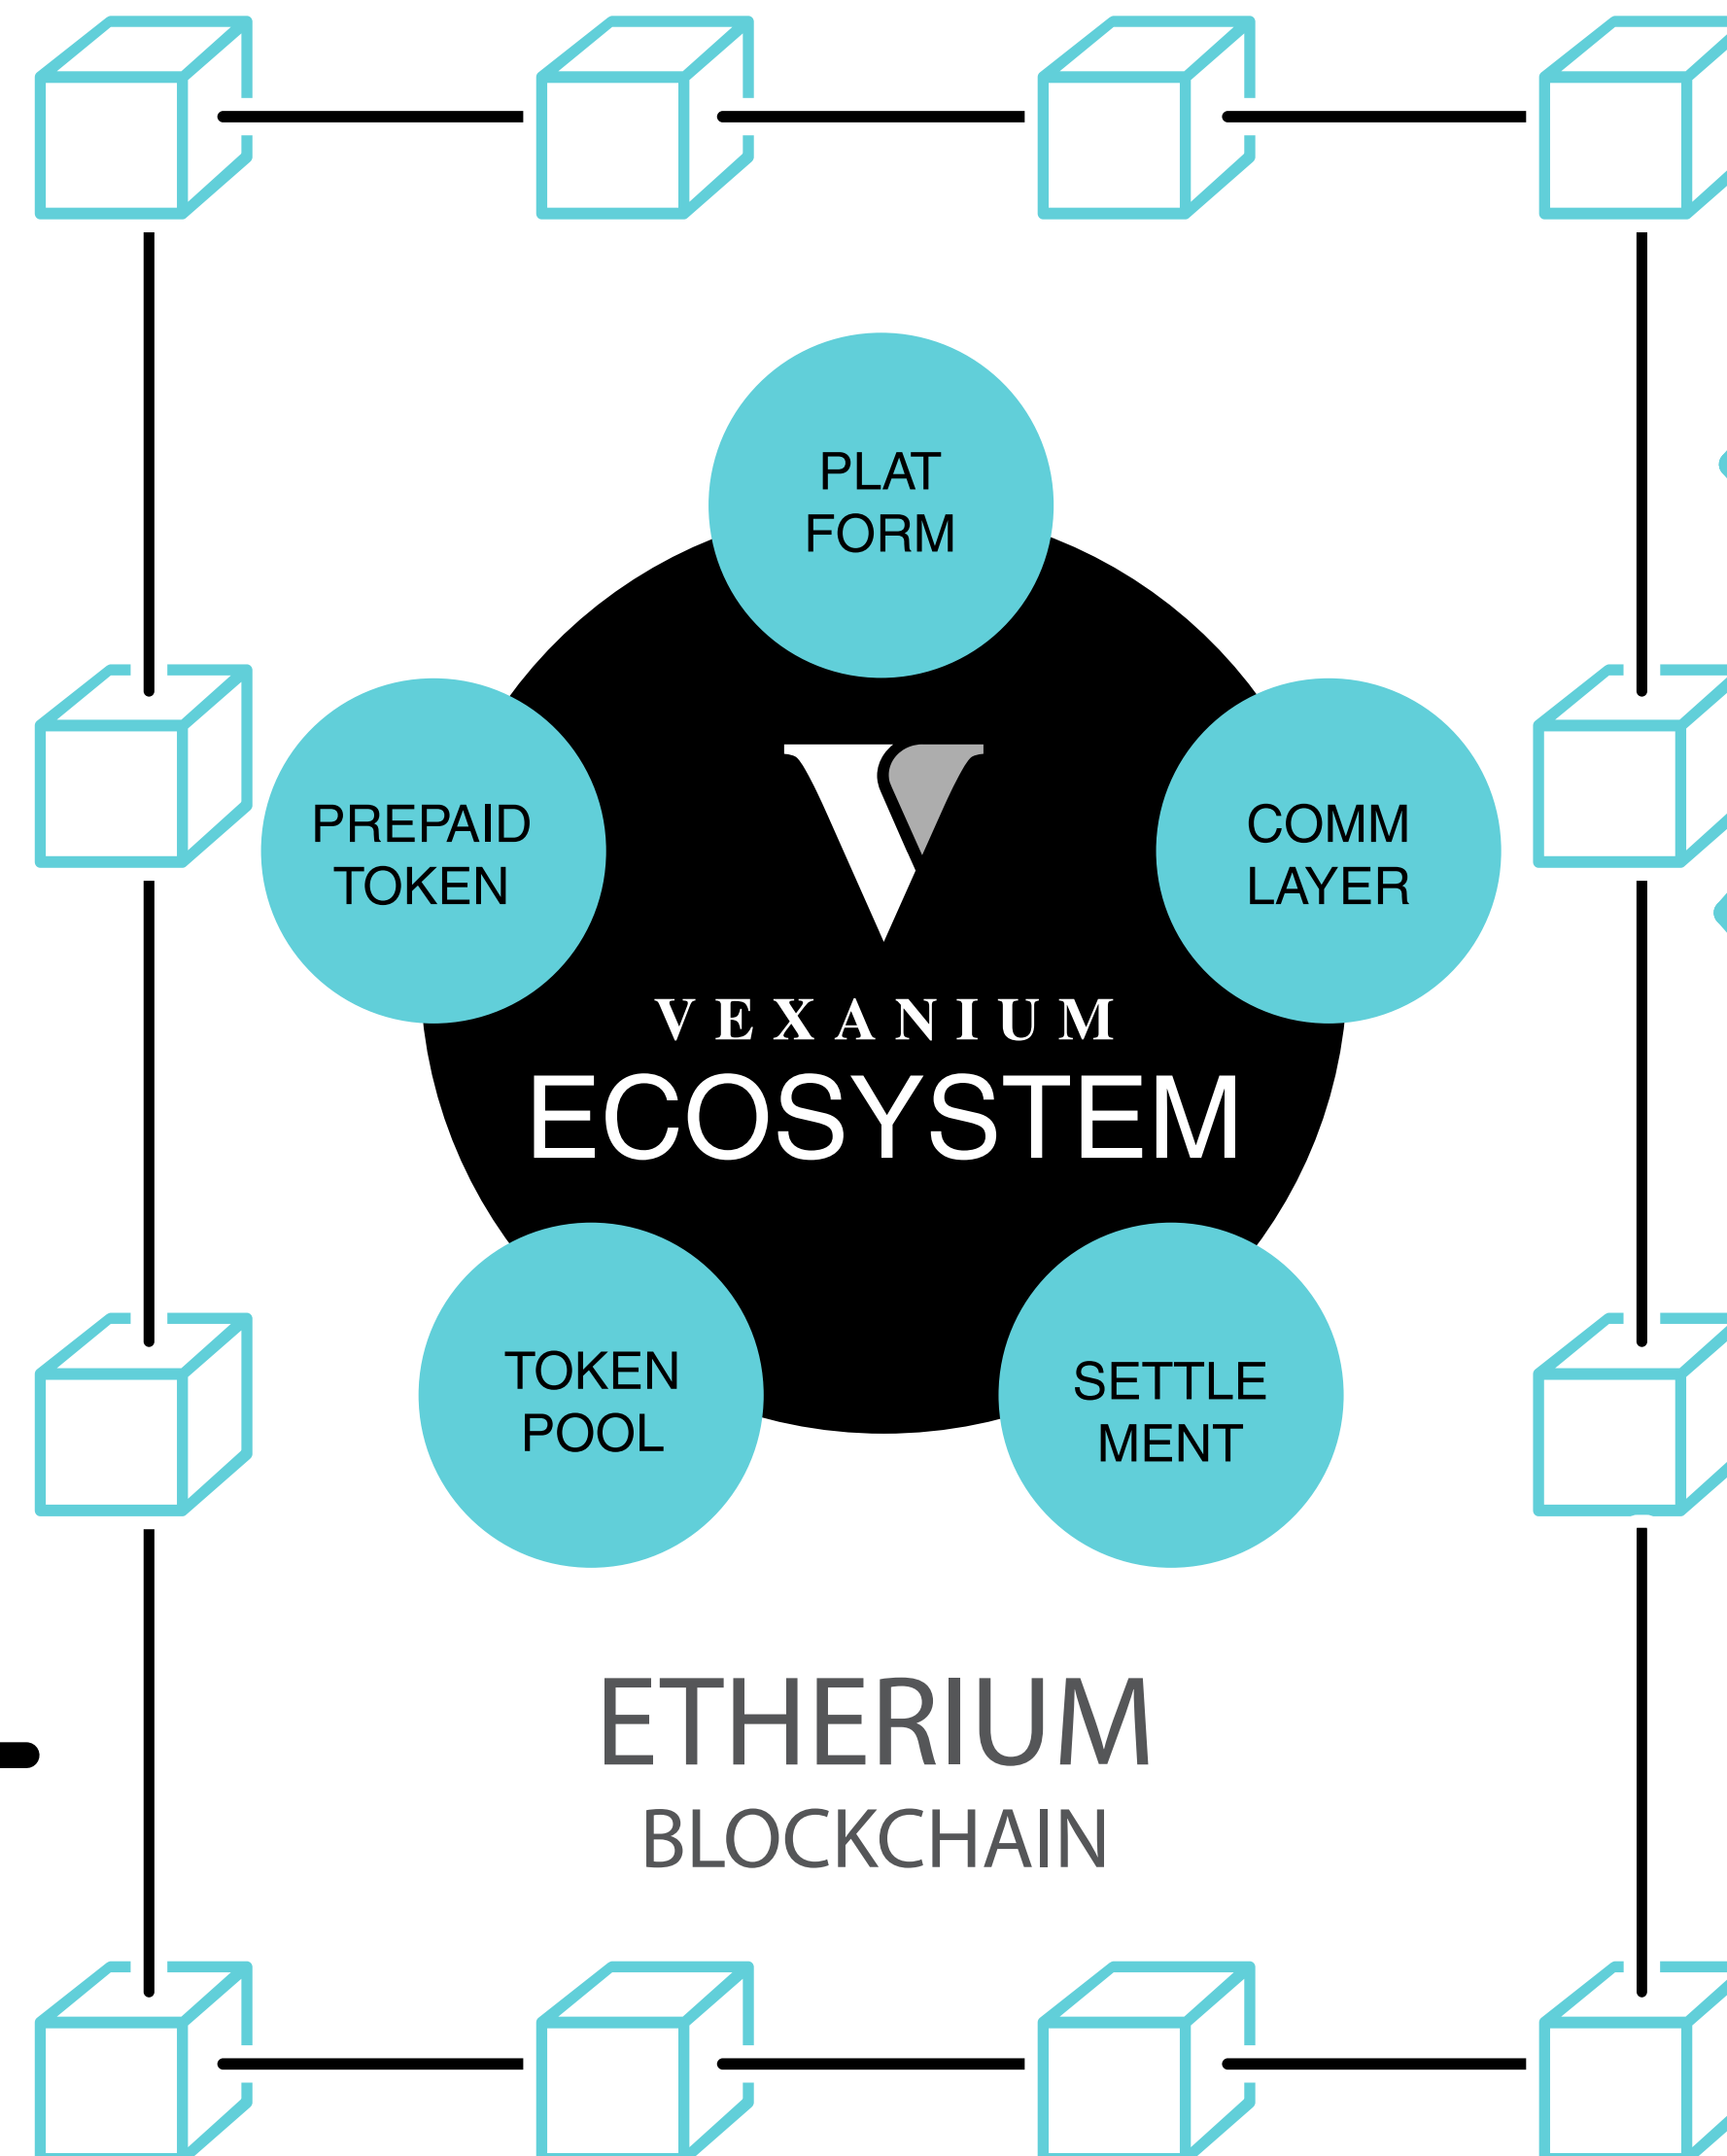 PLAT
FORM
PREPAID
TOKEN
COMM
LAYER
VEXANIUM
ECOSYSTEM
TOKEN
POOL
SETTLE
MENT
ETHERIUM
BLOCKCHAIN